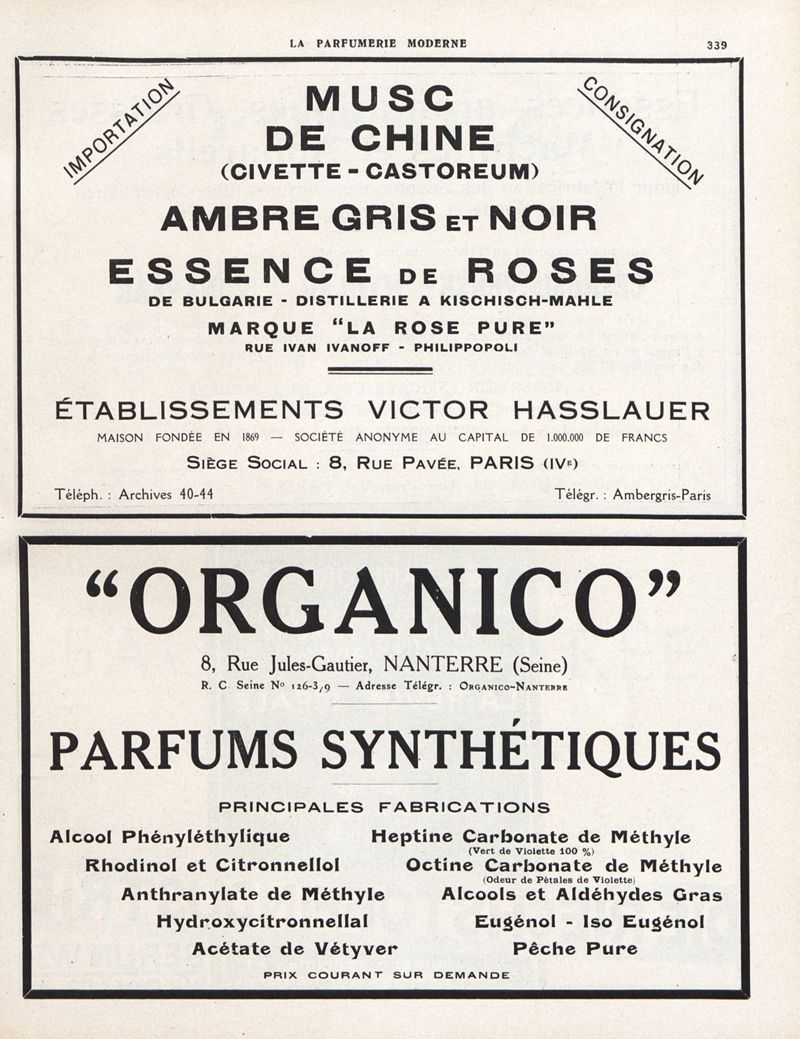 LA PARFUMERIE MODERNE
339
IMPORTATION
CONSIGNATION
MUSC
DE CHINE
(CIVETTE - CASTOREUM)
AMBRE GRIS ET NOIR
ESSENCE DE ROSES
DE BULGARIE - DISTILLERIE A KISCHISCH-MAHLE
MARQUE "LA ROSE PURE"
RUE IVAN IVANOFF - PHILIPPOPOLI
ÉTABLISSEMENTS VICTOR HASSLAUER
MAISON FONDÉE EN 1869 — SOCIÉTÉ ANONYME AU CAPITAL DE 1.000.000 DE FRANCS
SIÈGE SOCIAL : 8, RUE PAVÉE, PARIS (IVE)
Téléph. : Archives 40-44
Télégr. : Ambergris-Paris
"ORGANICO"
8, Rue Jules-Gautier, NANTERRE (Seine)
R. C. Seine No — Adresse Télégr. : ORGANICO-NANTERRE
PARFUMS SYNTHÉTIQUES
PRINCIPALES FABRICATIONS
Alcool Phényléthylique
Heptine Carbonate de Méthyle
(Vert de Violette 100 %)
Rhodinol et Citronnellol
Octine Carbonate de Méthyle
(Odeur de Pétales de Violette)
Anthranylate de Méthyle
Alcools et Aldéhydes Gras
Hydroxycitronnellal
Eugénol - Iso Eugénol
Acétate de Vétyver
Pêche Pure
PRIX COURANT SUR DEMANDE